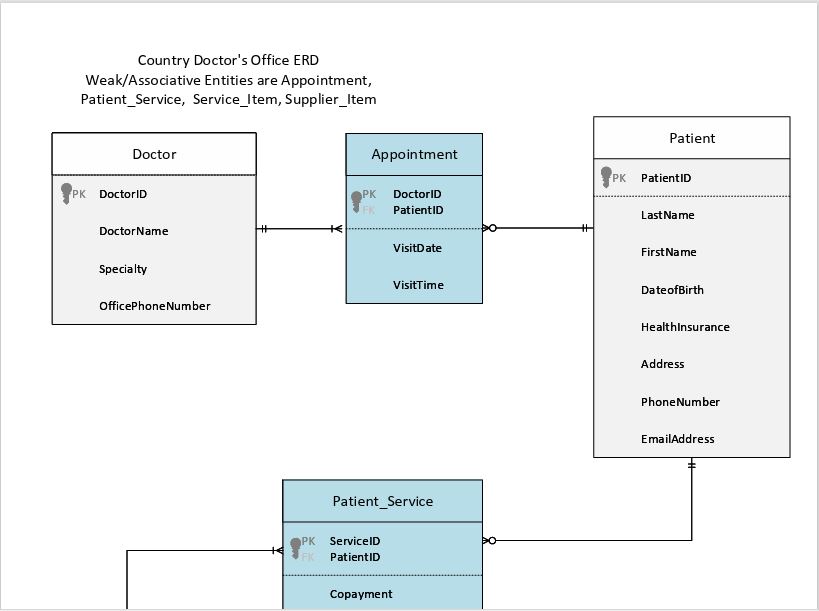 Country Doctor's Office ERD
Weak/Associative Entities are Appointment,
Patient_Service, Service_Item, Supplier_Item
Doctor
PK DoctorID
DoctorName
Specialty
OfficePhoneNumber
Appointment
PK DoctorID
FK PatientID
VisitDate
VisitTime
Patient
PK PatientID
LastName
FirstName
DateofBirth
HealthInsurance
Address
PhoneNumber
EmailAddress
Patient_Service
PK ServiceID
FK PatientID
Copayment